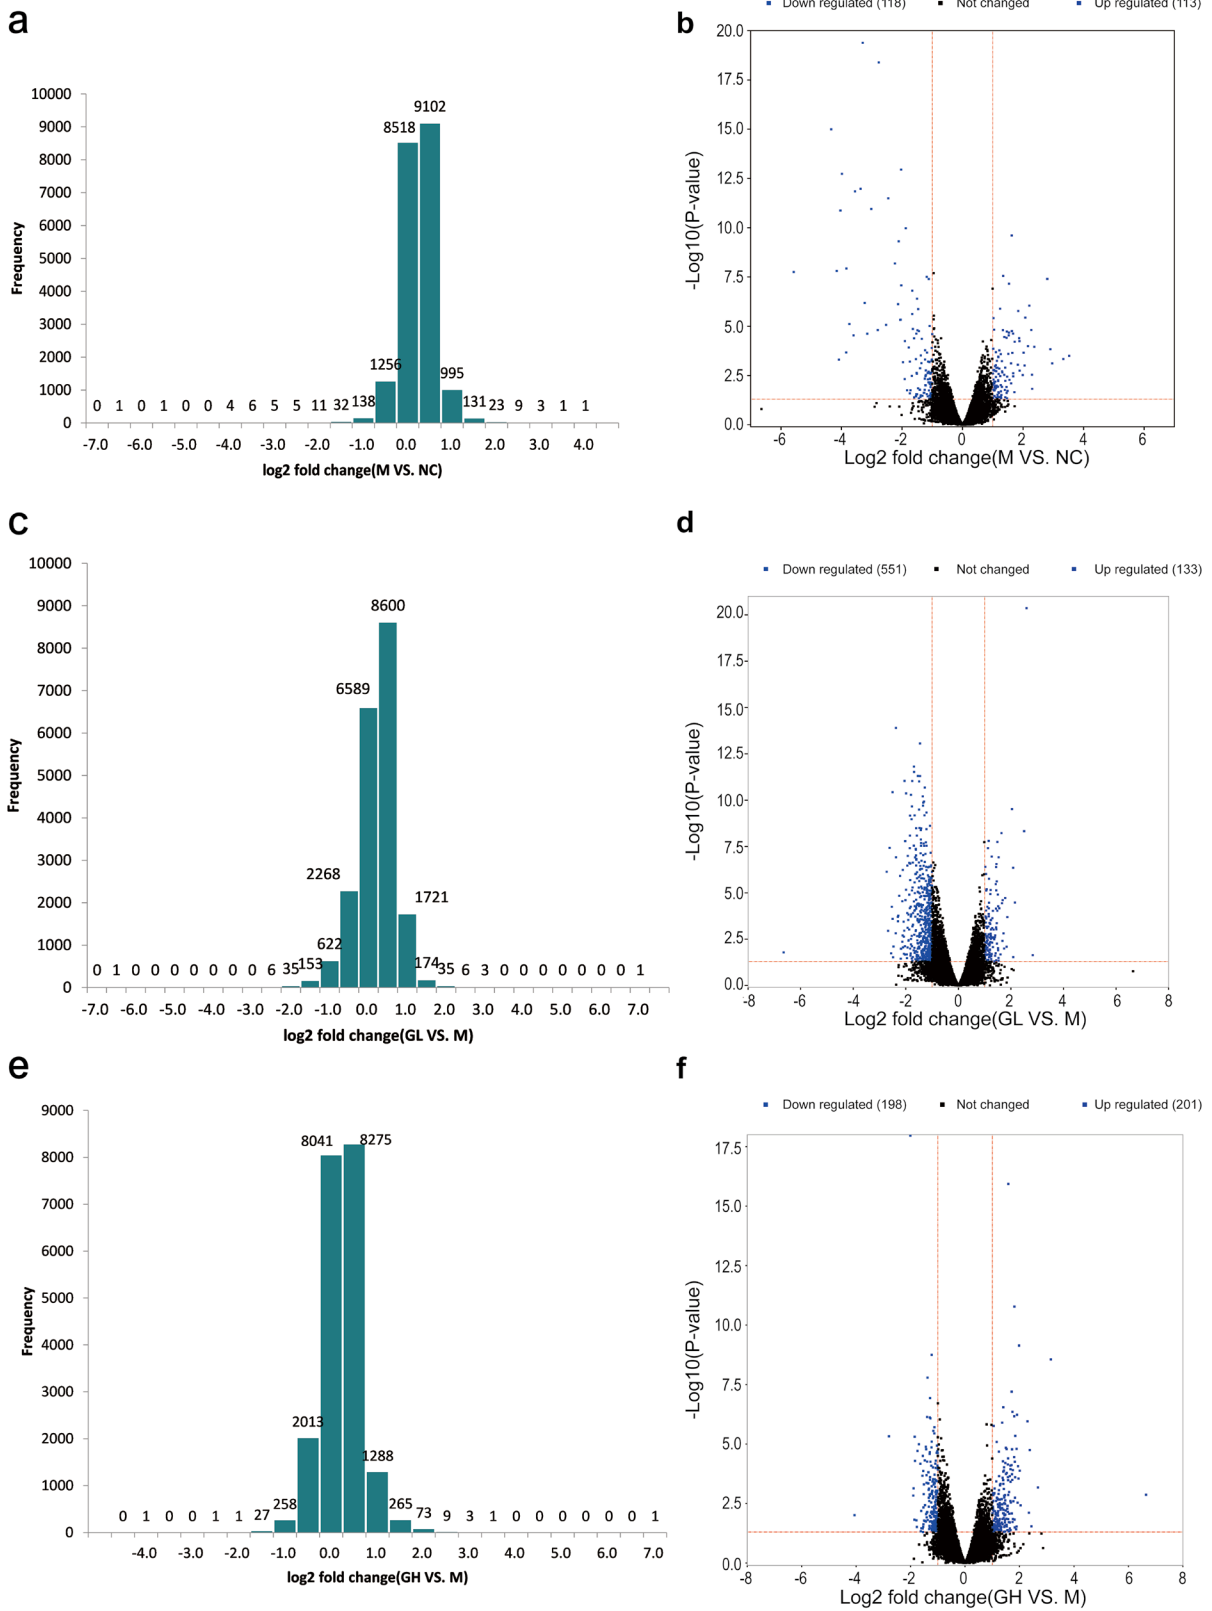 a
10000
9000
8000
7000
6000
5000
4000
3000
2000
1000
0
Frequency
0 1 0 1 0 0 4 6 5 5 11 32 138 1256 8518 9102 995 131 23 9 3 1 1
-7.0 -6.0 -5.0 -4.0 -3.0 -2.0 -1.0 0.0 1.0 2.0 3.0 4.0
log2 fold change(M VS. NC)
b
Down regulated (118) Not changed Up regulated (113)
20.0
17.5
15.0
12.5
10.0
7.5
5.0
2.5
0.0
-Log10(P-value)
-6 -4 -2 0 2 4 6
Log2 fold change(M VS. NC)
c
10000
9000
8000
7000
6000
5000
4000
3000
2000
1000
0
Frequency
0 1 0 0 0 0 0 0 0 6 35 153 622 2268 6589 8600 1721 174 35 6 3 0 0 0 0 0 0 0 1
-7.0 -6.0 -5.0 -4.0 -3.0 -2.0 -1.0 0.0 1.0 2.0 3.0 4.0 5.0 6.0 7.0
log2 fold change(GL VS. M)
d
Down regulated (551) Not changed Up regulated (133)
20.0
17.5
15.0
12.5
10.0
7.5
5.0
2.5
0.0
-Log10(P-value)
-8 -6 -4 -2 0 2 4 6 8
Log2 fold change(GL VS. M)
e
9000
8000
7000
6000
5000
4000
3000
2000
1000
0
Frequency
0 1 0 0 1 1 27 258 2013 8041 8275 1288 265 73 9 3 1 0 0 0 0 0 0 1
-4.0 -3.0 -2.0 -1.0 0.0 1.0 2.0 3.0 4.0 5.0 6.0 7.0
log2 fold change(GH VS. M)
f
Down regulated (198) Not changed Up regulated (201)
17.5
15.0
12.5
10.0
7.5
5.0
2.5
0.0
-Log10(P-value)
-8 -6 -4 -2 0 2 4 6 8
Log2 fold change(GH VS. M)